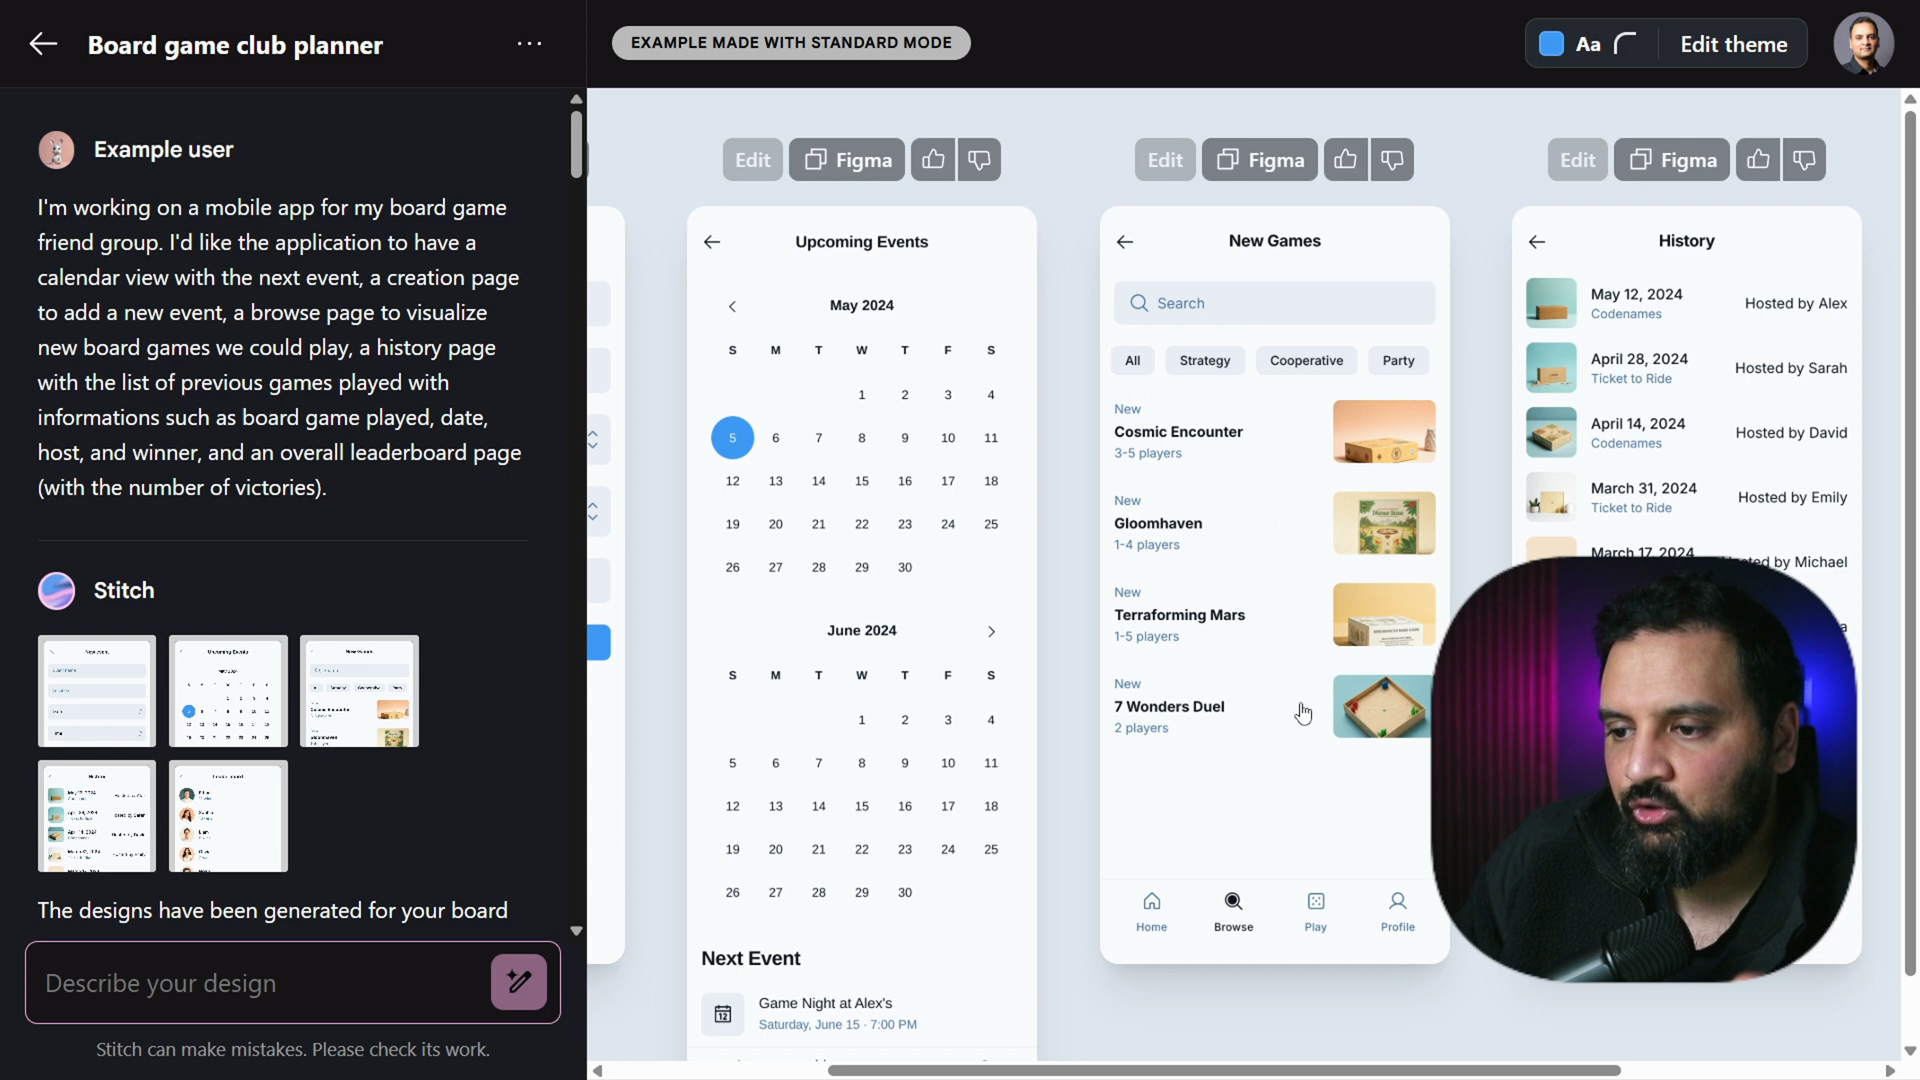 Board game club planner
EXAMPLE MADE WITH STANDARD MODE
Aa
Edit theme
Example user
I'm working on a mobile app for my board game
friend group. I'd like the application to have a
calendar view with the next event, a creation page
to add a new event, a browse page to visualize
new board games we could play, a history page
with the list of previous games played with
informations such as board game played, date,
host, and winner, and an overall leaderboard page
(with the number of victories).
Stitch
The designs have been generated for your board
Describe your design
Stitch can make mistakes. Please check its work.
Edit
Figma
Upcoming Events
May 2024
S M T W T F S
1 2 3 4
5 6 7 8 9 10 11
12 13 14 15 16 17 18
19 20 21 22 23 24 25
26 27 28 29 30
June 2024
S M T W T F S
1 2 3 4
5 6 7 8 9 10 11
12 13 14 15 16 17 18
19 20 21 22 23 24 25
26 27 28 29 30
Next Event
12
Game Night at Alex's
Saturday, June 15 · 7:00 PM
Edit
Figma
New Games
Search
All
Strategy
Cooperative
Party
New
Cosmic Encounter
3-5 players
New
Gloomhaven
1-4 players
New
Terraforming Mars
1-5 players
New
7 Wonders Duel
2 players
Home
Browse
Play
Profile
Edit
Figma
History
May 12, 2024
Codenames
Hosted by Alex
April 28, 2024
Ticket to Ride
Hosted by Sarah
April 14, 2024
Codenames
Hosted by David
March 31, 2024
Ticket to Ride
Hosted by Emily
March 17, 2024
by Michael